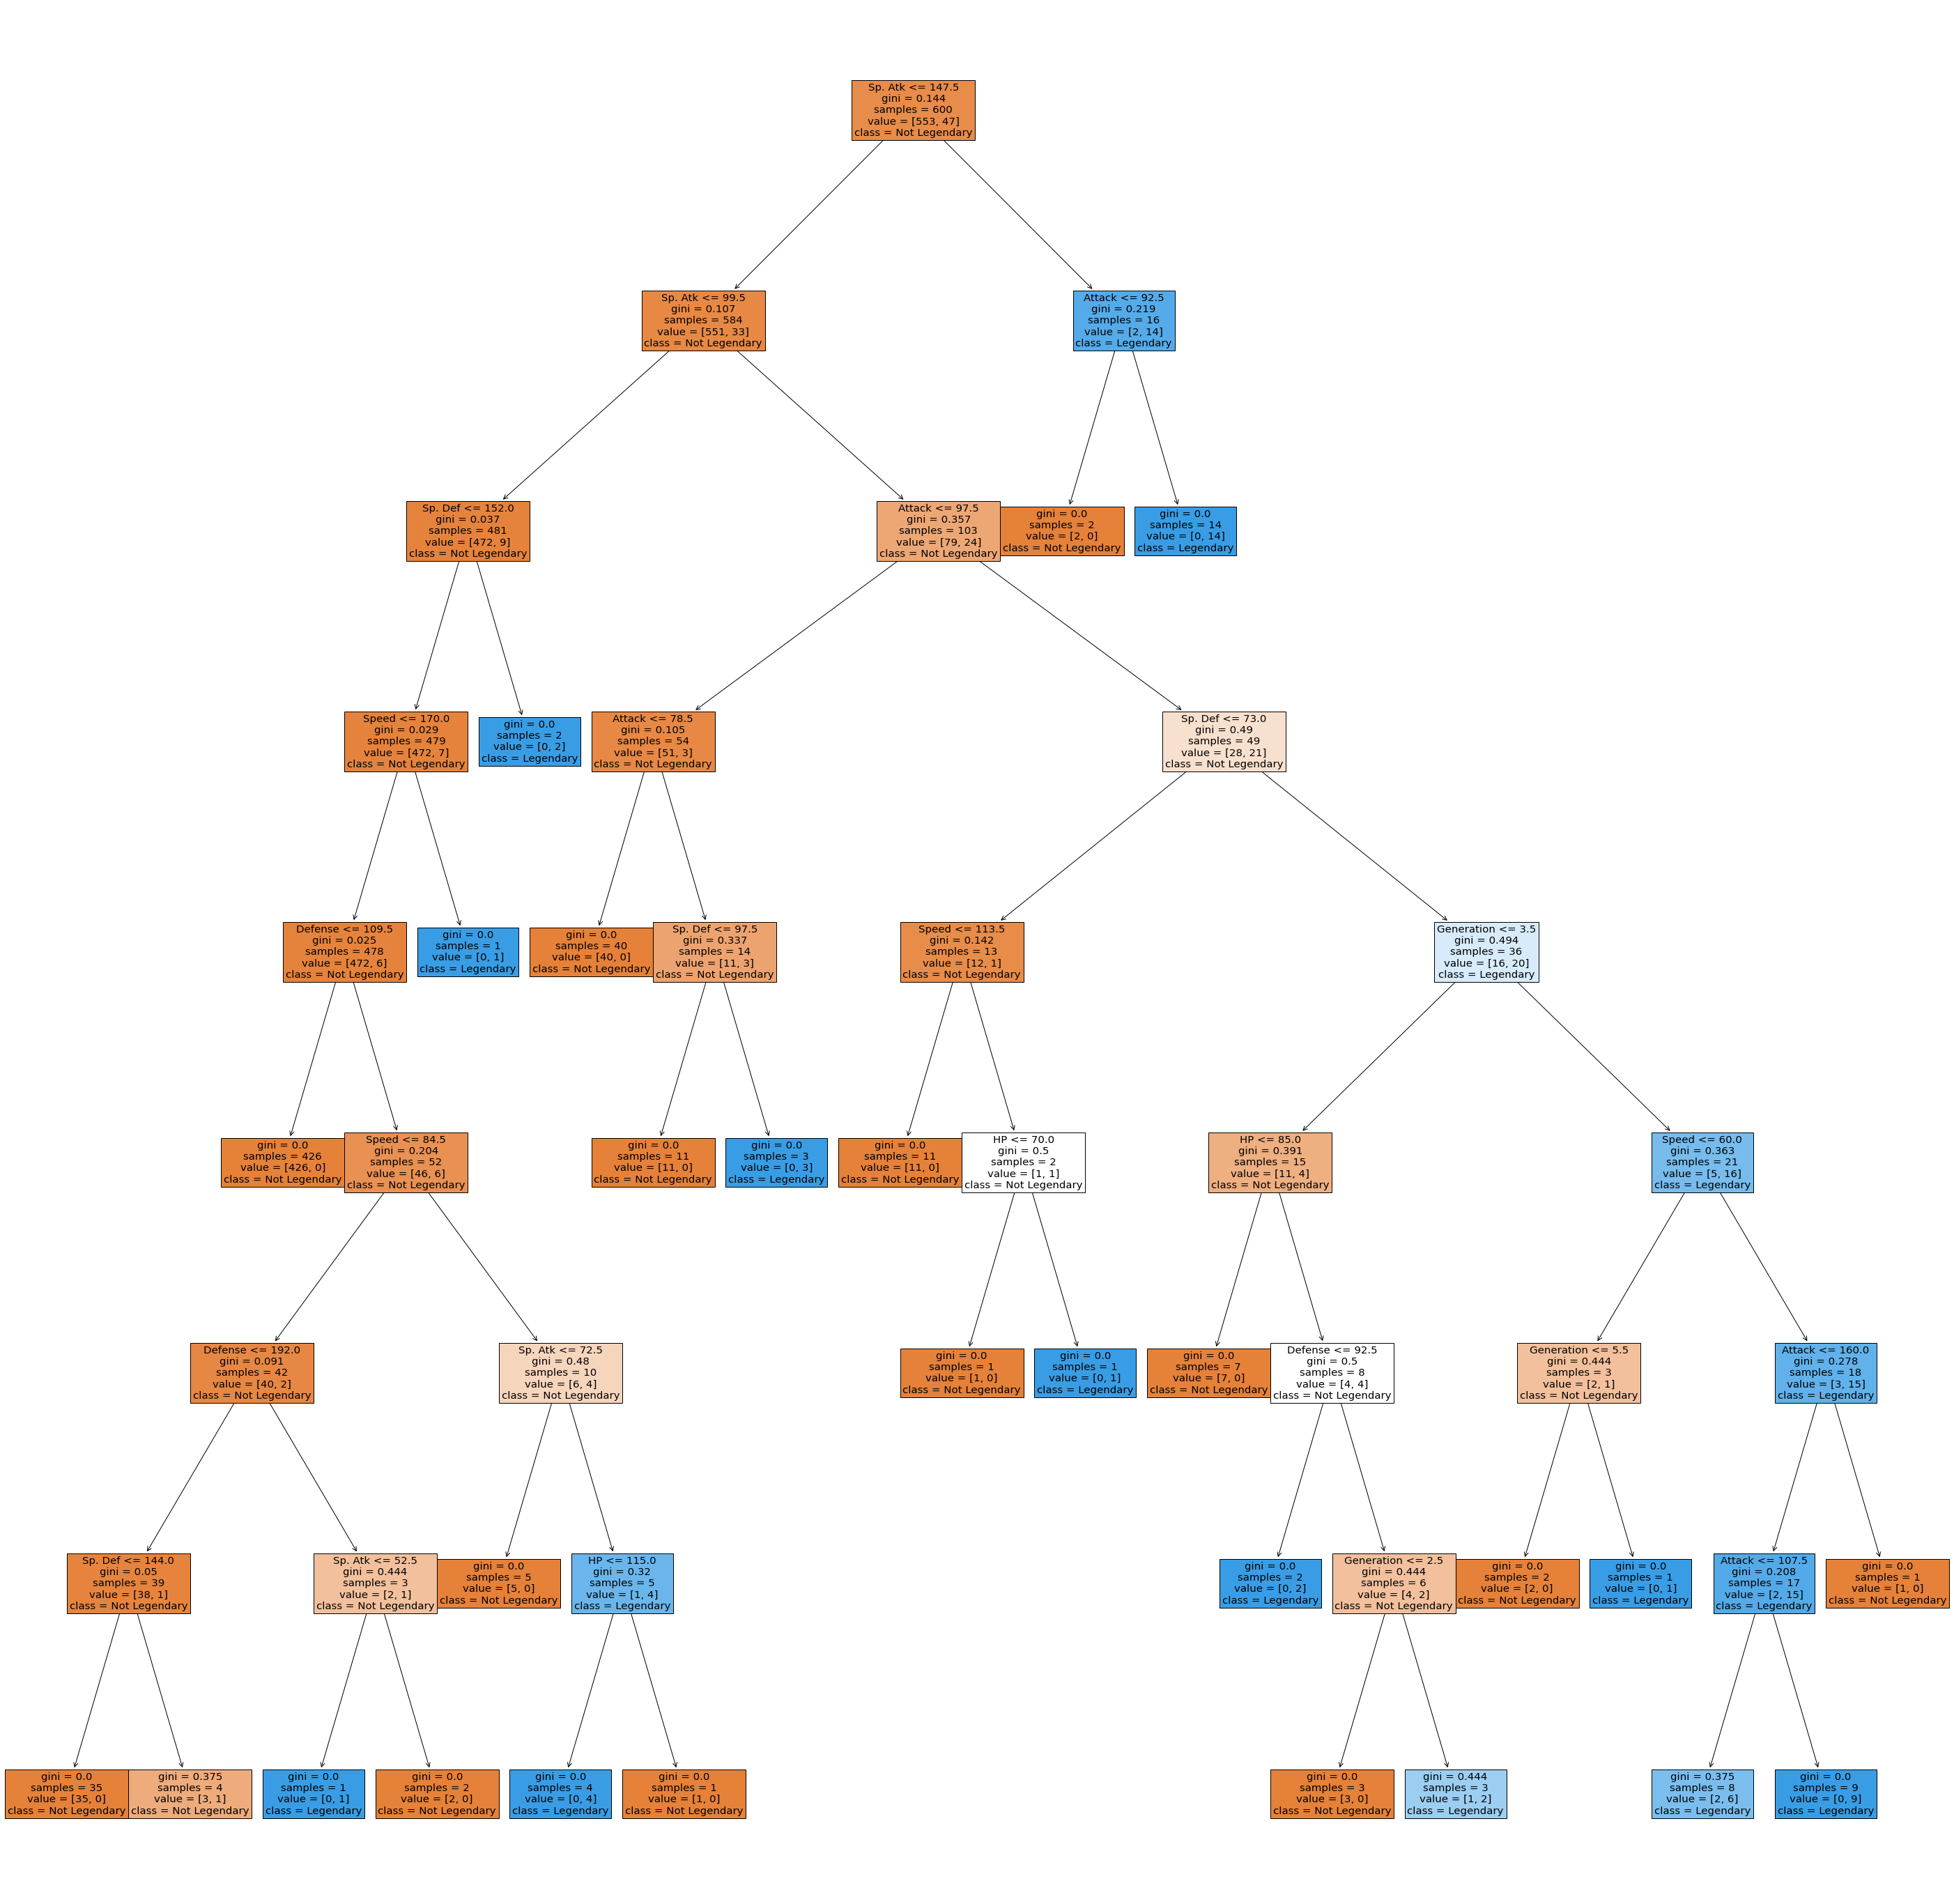 Sp. Atk <= 147.5
gini = 0.144
samples = 600
value = [553, 47]
class = Not Legendary
Sp. Atk <= 99.5
gini = 0.107
samples = 584
value = [551, 33]
class = Not Legendary
Attack <= 92.5
gini = 0.219
samples = 16
value = [2, 14]
class = Legendary
Sp. Def <= 152.0
gini = 0.037
samples = 481
value = [472, 9]
class = Not Legendary
Attack <= 97.5
gini = 0.357
samples = 103
value = [79, 24]
class = Not Legendary
gini = 0.0
samples = 2
value = [2, 0]
class = Not Legendary
gini = 0.0
samples = 14
value = [0, 14]
class = Legendary
Speed <= 170.0
gini = 0.029
samples = 479
value = [472, 7]
class = Not Legendary
gini = 0.0
samples = 2
value = [0, 2]
class = Legendary
Attack <= 78.5
gini = 0.105
samples = 54
value = [51, 3]
class = Not Legendary
Sp. Def <= 73.0
gini = 0.49
samples = 49
value = [28, 21]
class = Not Legendary
Defense <= 109.5
gini = 0.025
samples = 478
value = [472, 6]
class = Not Legendary
gini = 0.0
samples = 1
value = [0, 1]
class = Legendary
gini = 0.0
samples = 40
value = [40, 0]
class = Not Legendary
Sp. Def <= 97.5
gini = 0.337
samples = 14
value = [11, 3]
class = Not Legendary
Speed <= 113.5
gini = 0.142
samples = 13
value = [12, 1]
class = Not Legendary
Generation <= 3.5
gini = 0.494
samples = 36
value = [16, 20]
class = Legendary
gini = 0.0
samples = 426
value = [426, 0]
class = Not Legendary
Speed <= 84.5
gini = 0.204
samples = 52
value = [46, 6]
class = Not Legendary
gini = 0.0
samples = 11
value = [11, 0]
class = Not Legendary
gini = 0.0
samples = 3
value = [0, 3]
class = Legendary
gini = 0.0
samples = 11
value = [11, 0]
class = Not Legendary
HP <= 70.0
gini = 0.5
samples = 2
value = [1, 1]
class = Not Legendary
HP <= 85.0
gini = 0.391
samples = 15
value = [11, 4]
class = Not Legendary
Speed <= 60.0
gini = 0.363
samples = 21
value = [5, 16]
class = Legendary
Defense <= 192.0
gini = 0.091
samples = 42
value = [40, 2]
class = Not Legendary
Sp. Atk <= 72.5
gini = 0.48
samples = 10
value = [6, 4]
class = Not Legendary
gini = 0.0
samples = 1
value = [1, 0]
class = Not Legendary
gini = 0.0
samples = 1
value = [0, 1]
class = Legendary
gini = 0.0
samples = 7
value = [7, 0]
class = Not Legendary
Defense <= 92.5
gini = 0.5
samples = 8
value = [4, 4]
class = Not Legendary
Generation <= 5.5
gini = 0.444
samples = 3
value = [2, 1]
class = Not Legendary
Attack <= 160.0
gini = 0.278
samples = 18
value = [3, 15]
class = Legendary
Sp. Def <= 144.0
gini = 0.05
samples = 39
value = [38, 1]
class = Not Legendary
Sp. Atk <= 52.5
gini = 0.444
samples = 3
value = [2, 1]
class = Not Legendary
gini = 0.0
samples = 5
value = [5, 0]
class = Not Legendary
HP <= 115.0
gini = 0.32
samples = 5
value = [1, 4]
class = Legendary
gini = 0.0
samples = 2
value = [0, 2]
class = Legendary
Generation <= 2.5
gini = 0.444
samples = 6
value = [4, 2]
class = Not Legendary
gini = 0.0
samples = 2
value = [2, 0]
class = Not Legendary
gini = 0.0
samples = 1
value = [0, 1]
class = Legendary
Attack <= 107.5
gini = 0.208
samples = 17
value = [2, 15]
class = Legendary
gini = 0.0
samples = 1
value = [1, 0]
class = Not Legendary
gini = 0.0
samples = 35
value = [35, 0]
class = Not Legendary
gini = 0.375
samples = 4
value = [3, 1]
class = Not Legendary
gini = 0.0
samples = 1
value = [0, 1]
class = Legendary
gini = 0.0
samples = 2
value = [2, 0]
class = Not Legendary
gini = 0.0
samples = 4
value = [0, 4]
class = Legendary
gini = 0.0
samples = 1
value = [1, 0]
class = Not Legendary
gini = 0.0
samples = 3
value = [3, 0]
class = Not Legendary
gini = 0.444
samples = 3
value = [1, 2]
class = Legendary
gini = 0.375
samples = 8
value = [2, 6]
class = Legendary
gini = 0.0
samples = 9
value = [0, 9]
class = Legendary